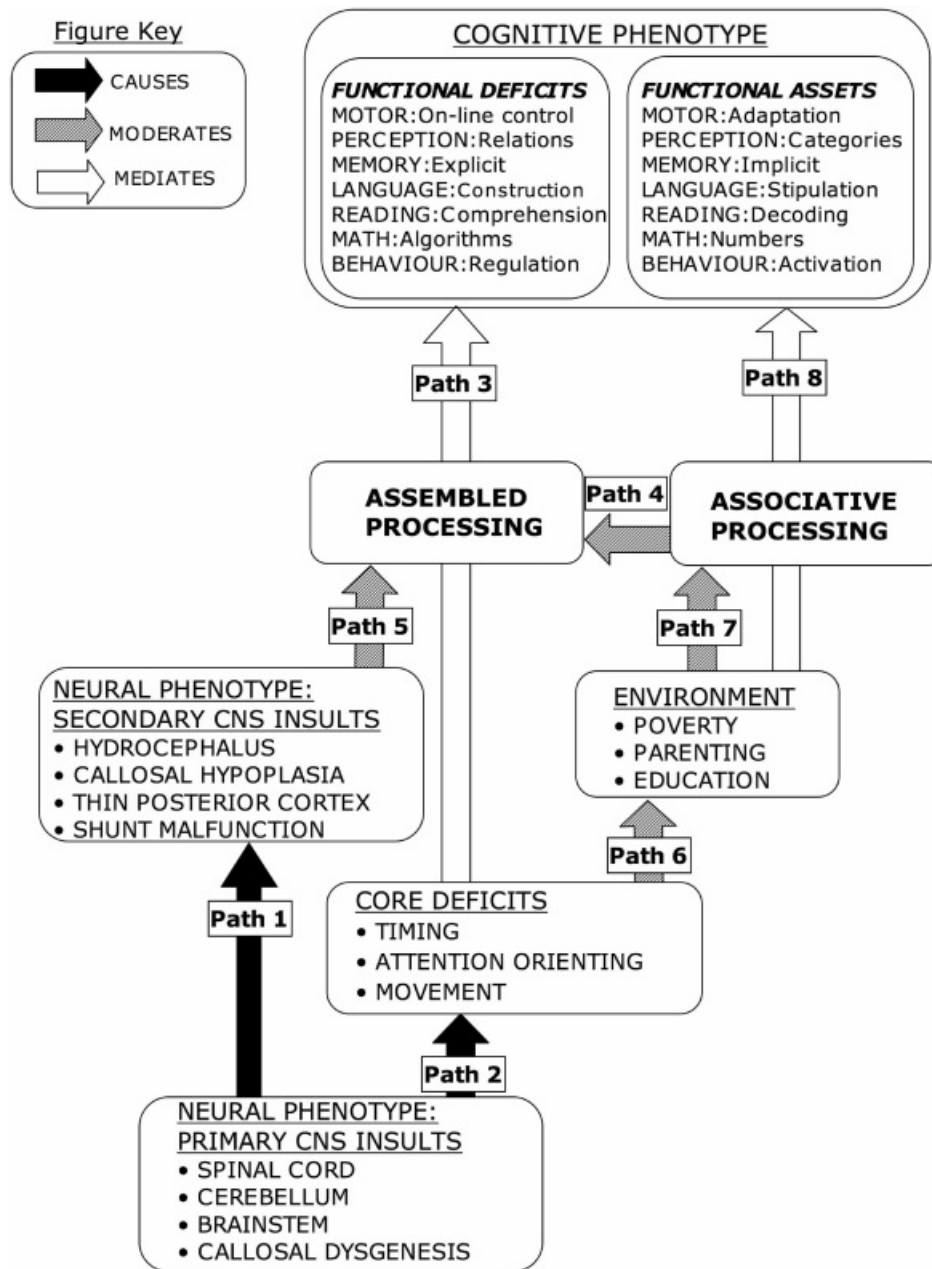 Figure Key
CAUSES
MODERATES
MEDIATES
COGNITIVE PHENOTYPE
FUNCTIONAL DEFICITS
MOTOR:On-line control
PERCEPTION:Relations
MEMORY:Explicit
LANGUAGE:Construction
READING:Comprehension
MATH:Algorithms
BEHAVIOUR:Regulation
FUNCTIONAL ASSETS
MOTOR:Adaptation
PERCEPTION:Categories
MEMORY:Implicit
LANGUAGE:Stipulation
READING:Decoding
MATH:Numbers
BEHAVIOUR:Activation
Path 3
Path 8
ASSEMBLED
PROCESSING
Path 4
ASSOCIATIVE
PROCESSING
Path 5
Path 7
NEURAL PHENOTYPE:
SECONDARY CNS INSULTS
• HYDROCEPHALUS
• CALLOSAL HYPOPLASIA
• THIN POSTERIOR CORTEX
• SHUNT MALFUNCTION
ENVIRONMENT
• POVERTY
• PARENTING
• EDUCATION
Path 6
Path 1
CORE DEFICITS
• TIMING
• ATTENTION ORIENTING
• MOVEMENT
Path 2
NEURAL PHENOTYPE:
PRIMARY CNS INSULTS
• SPINAL CORD
• CEREBELLUM
• BRAINSTEM
• CALLOSAL DYSGENESIS